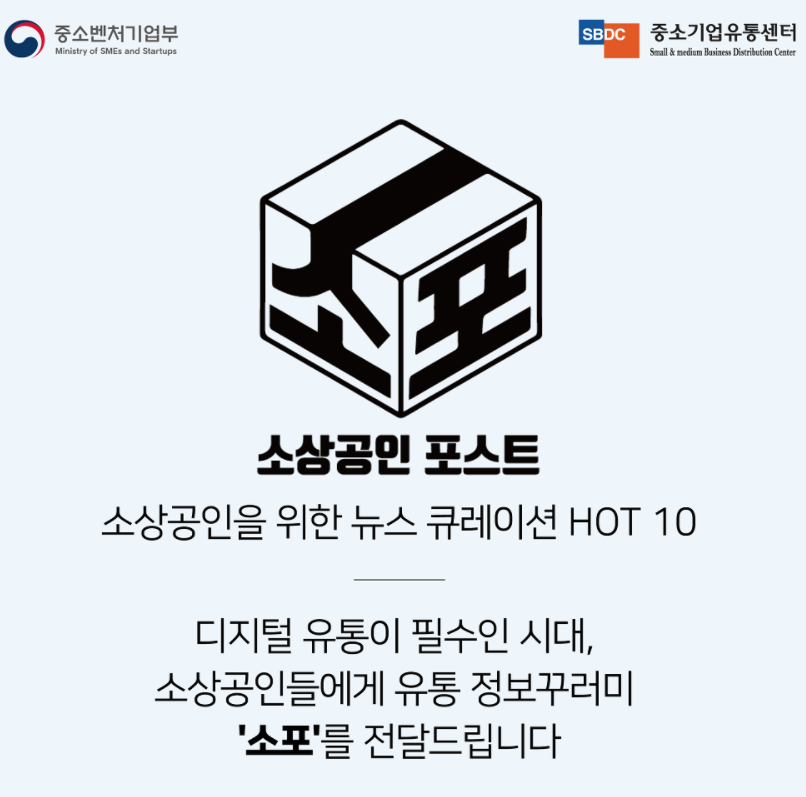 중소벤처기업부
Ministry of SMEs and Startups
SBDC
중소기업유통센터
Small & medium Business Distribution Center
소포
소상공인 포스트
소상공인을 위한 뉴스 큐레이션 HOT 10
디지털 유통이 필수인 시대,
소상공인들에게 유통 정보꾸러미
'소포'를 전달드립니다